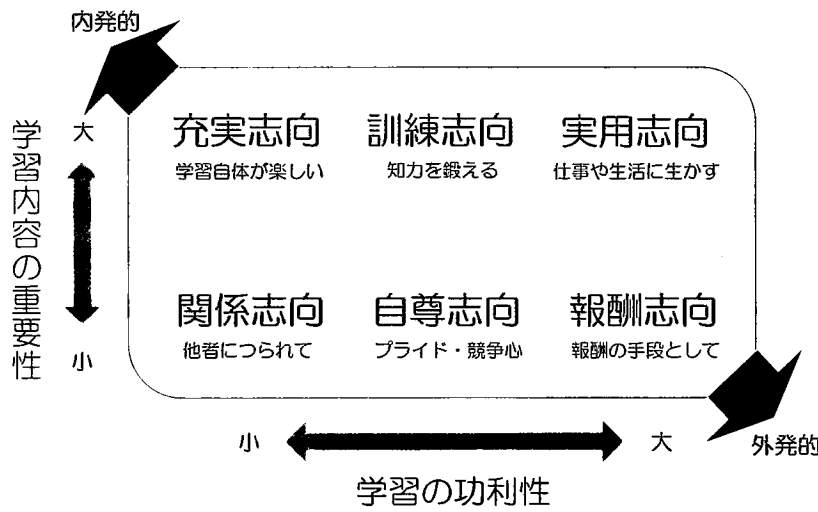 内発的
大
学習内容の重要性
小
充実志向
学習自体が楽しい
訓練志向
知力を鍛える
実用志向
仕事や生活に生かす
関係志向
他者につられて
自尊志向
プライド・競争心
報酬志向
報酬の手段として
小
大
外発的
学習の功利性